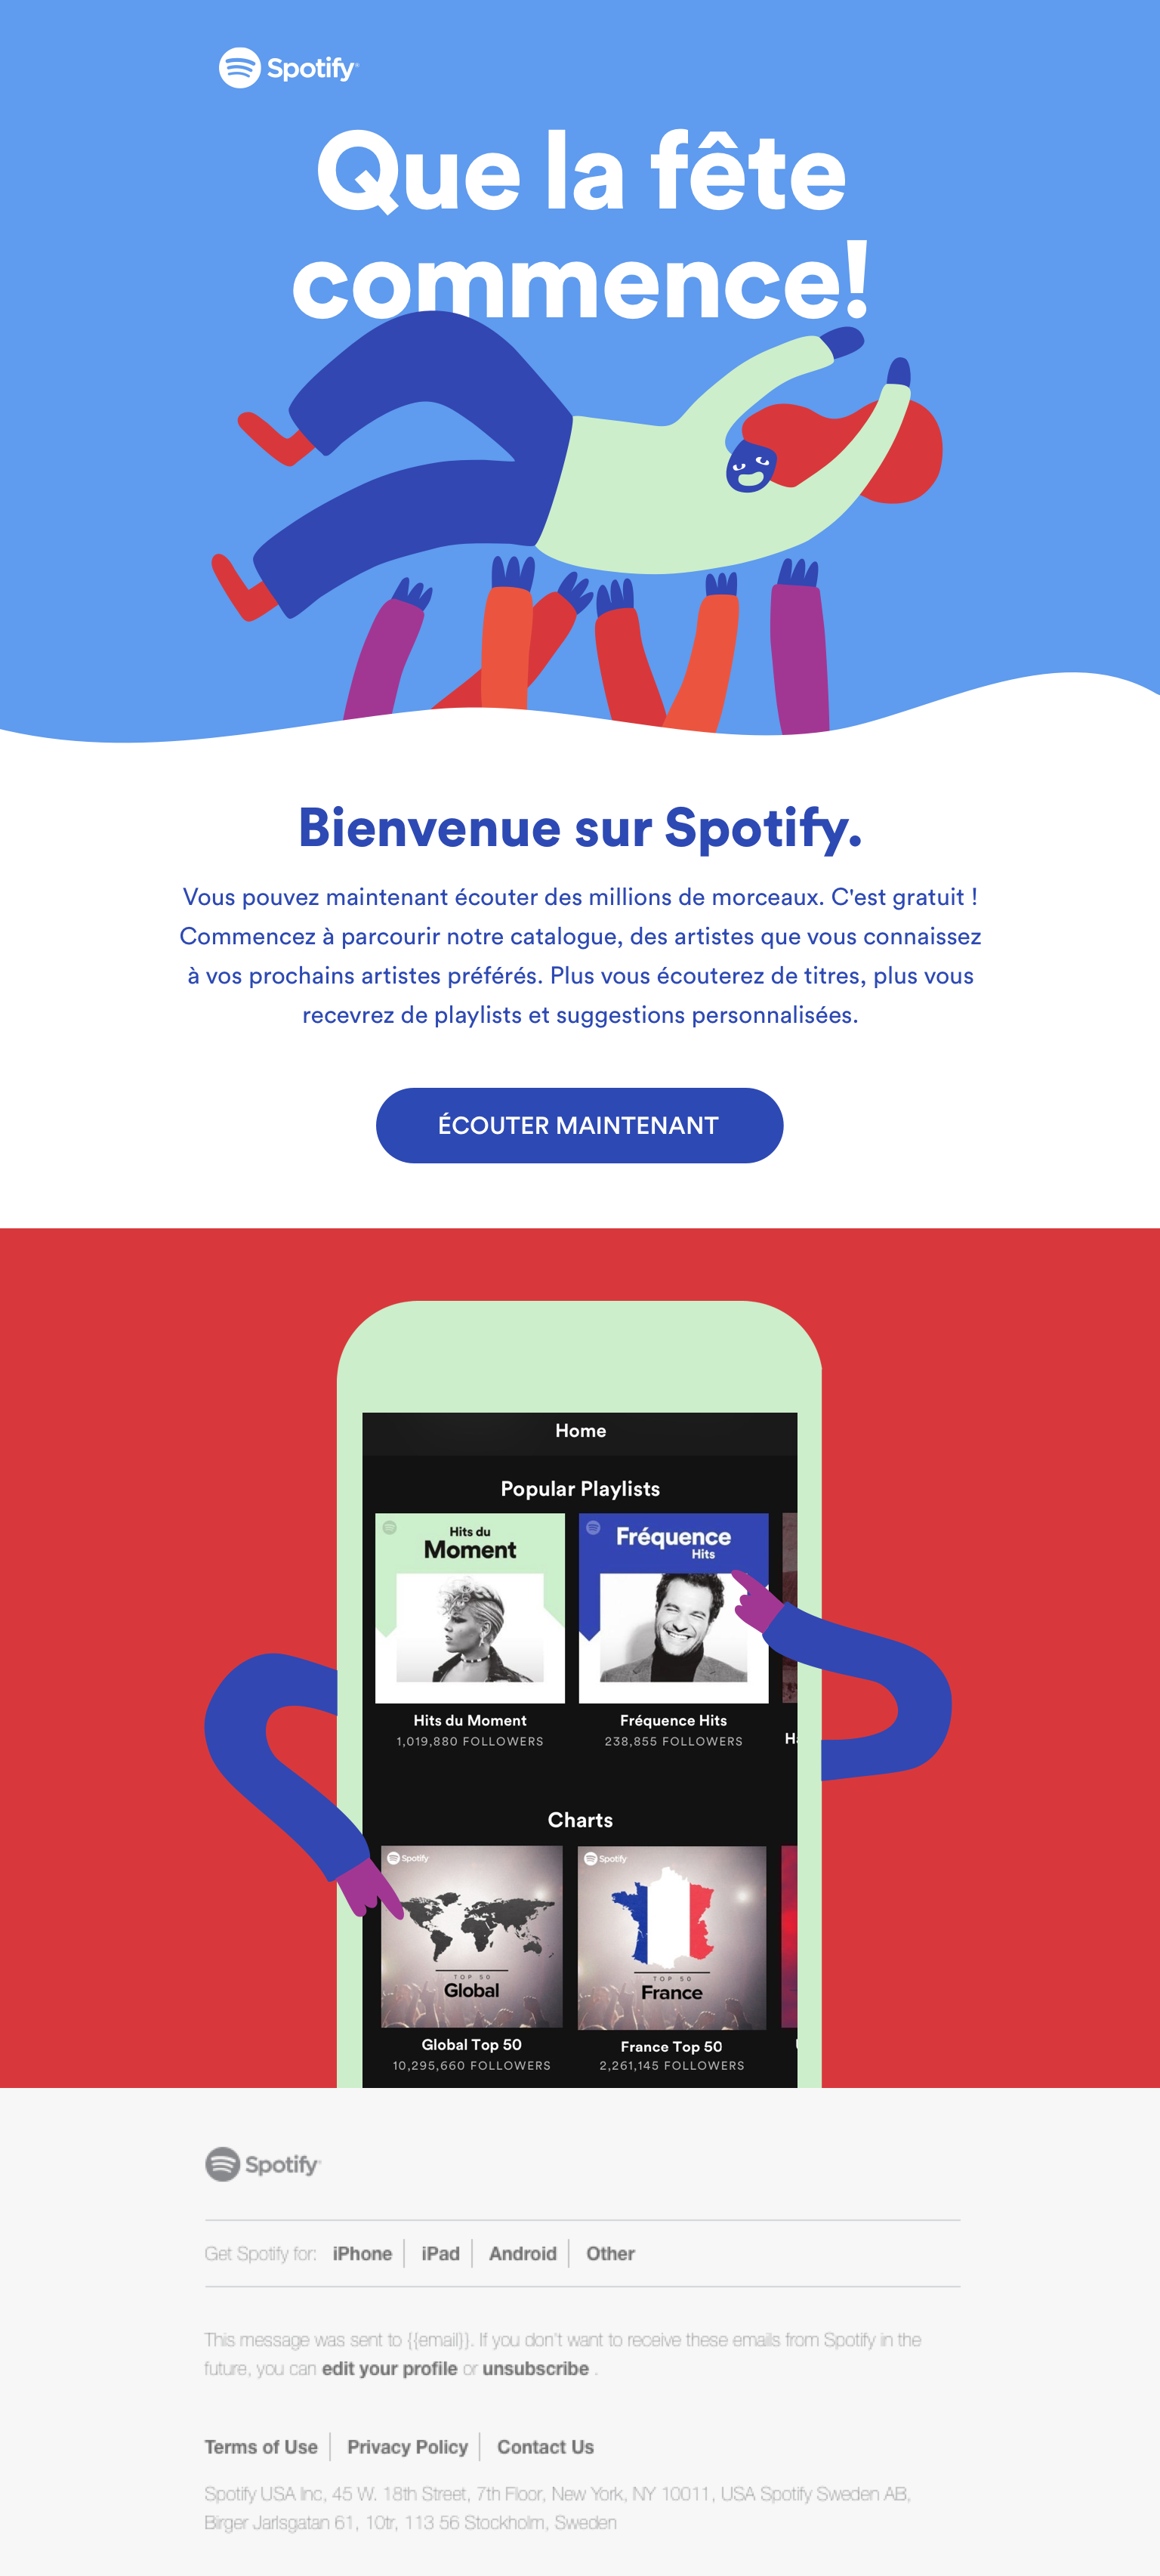 Spotify
Que la fête
commence!
Bienvenue sur Spotify.
Vous pouvez maintenant écouter des millions de morceaux. C'est gratuit !
Commencez à parcourir notre catalogue, des artistes que vous connaissez
à vos prochains artistes préférés. Plus vous écouterez de titres, plus vous
recevrez de playlists et suggestions personnalisées.
ÉCOUTER MAINTENANT
Home
Popular Playlists
Hits du
Moment
Fréquence
Hits
Hits du Moment
1,019,880 FOLLOWERS
Fréquence Hits
238,855 FOLLOWERS
Charts
Spotify
TOP 50
Global
Spotify
TOP 50
France
Global Top 50
10,295,660 FOLLOWERS
France Top 50
2,261,145 FOLLOWERS
Spotify
Get Spotify for: iPhone iPad Android Other
This message was sent to {{email}}. If you don't want to receive these emails from Spotify in the
future, you can edit your profile or unsubscribe .
Terms of Use Privacy Policy Contact Us
Spotify USA Inc, 45 W. 18th Street, 7th Floor, New York, NY 10011, USA Spotify Sweden AB,
Birger Jarlsgatan 61, 10tr, 113 56 Stockholm, Sweden